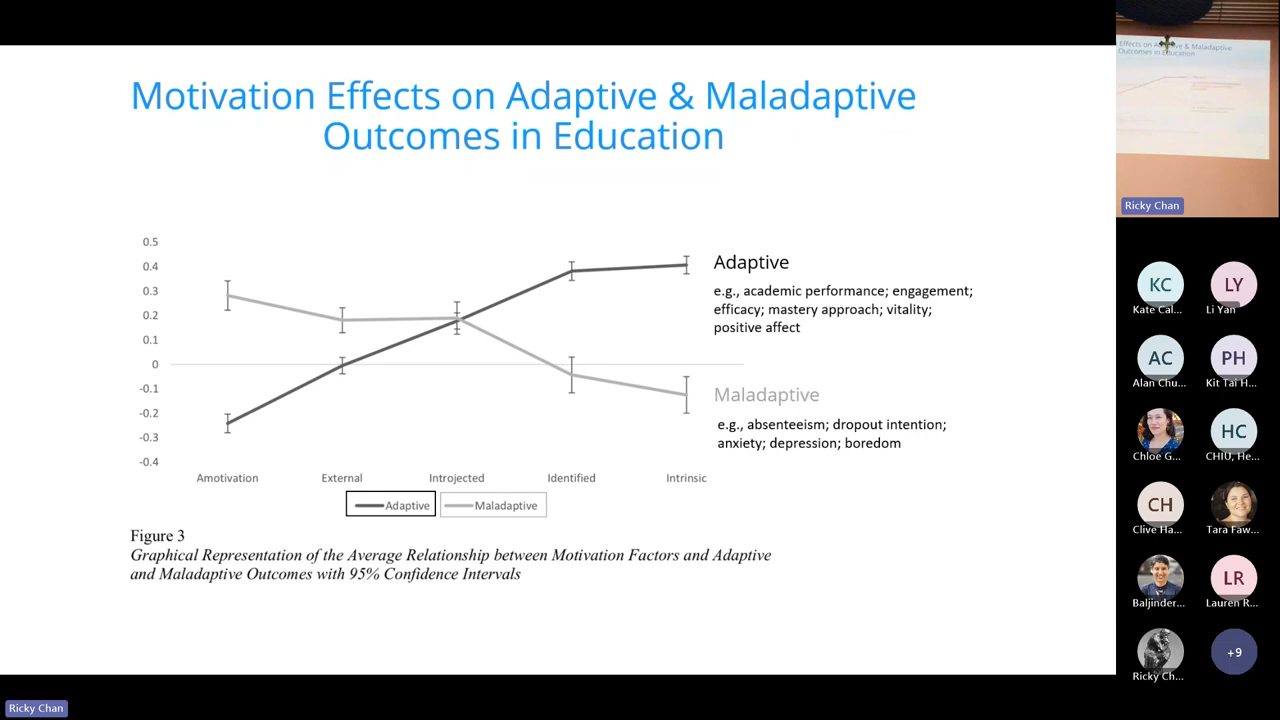 Motivation Effects on Adaptive & Maladaptive
Outcomes in Education
0.5
0.4
0.3
0.2
0.1
0
-0.1
-0.2
-0.3
-0.4
Amotivation External Introjected Identified Intrinsic
Adaptive Maladaptive
Adaptive
e.g., academic performance; engagement;
efficacy; mastery approach; vitality;
positive affect
Maladaptive
e.g., absenteeism; dropout intention;
anxiety; depression; boredom
Figure 3
Graphical Representation of the Average Relationship between Motivation Factors and Adaptive
and Maladaptive Outcomes with 95% Confidence Intervals
Effects on Adaptive & Maladaptive
Outcomes in Education
Ricky Chan
KC LY
Kate Cal... Li Yan
AC PH
Alan Chu... Kit Tai H...
HC
Chloe G... CHIU, He...
CH
Clive Ha... Tara Faw...
LR
Baljinder... Lauren R...
+9
Ricky Ch...
Ricky Chan